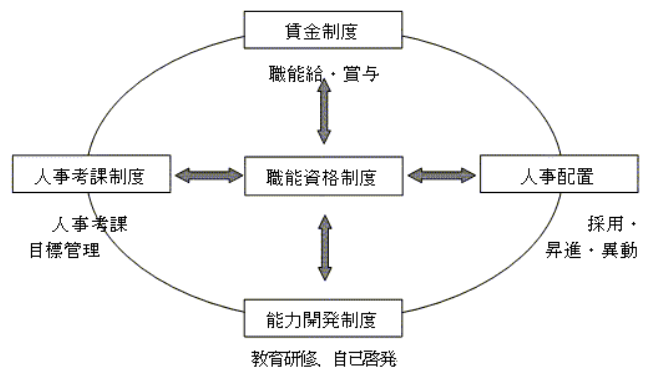 賃金制度
職能給・賞与
人事考課制度
職能資格制度
人事配置
人事考課
目標管理
採用・
昇進・異動
能力開発制度
教育研修、自己啓発